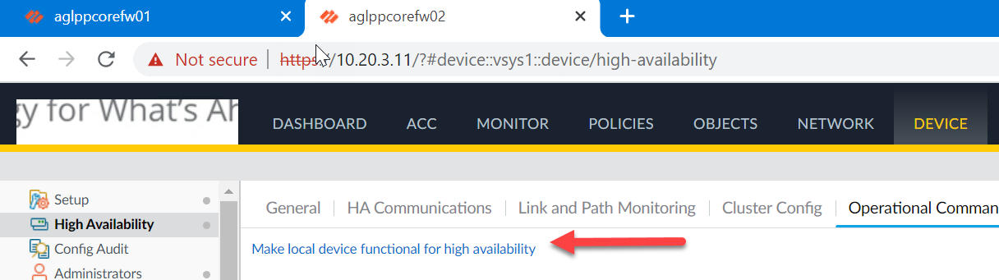 aglppcorefw01
aglppcorefw02
Not secure | https://10.20.3.11/?#device::vsys1::device/high-availability
gy for What's Ah
DASHBOARD ACC MONITOR POLICIES OBJECTS NETWORK DEVICE
Setup
General HA Communications Link and Path Monitoring Cluster Config Operational Comman
High Availability
Make local device functional for high availability
Config Audit
Administrators